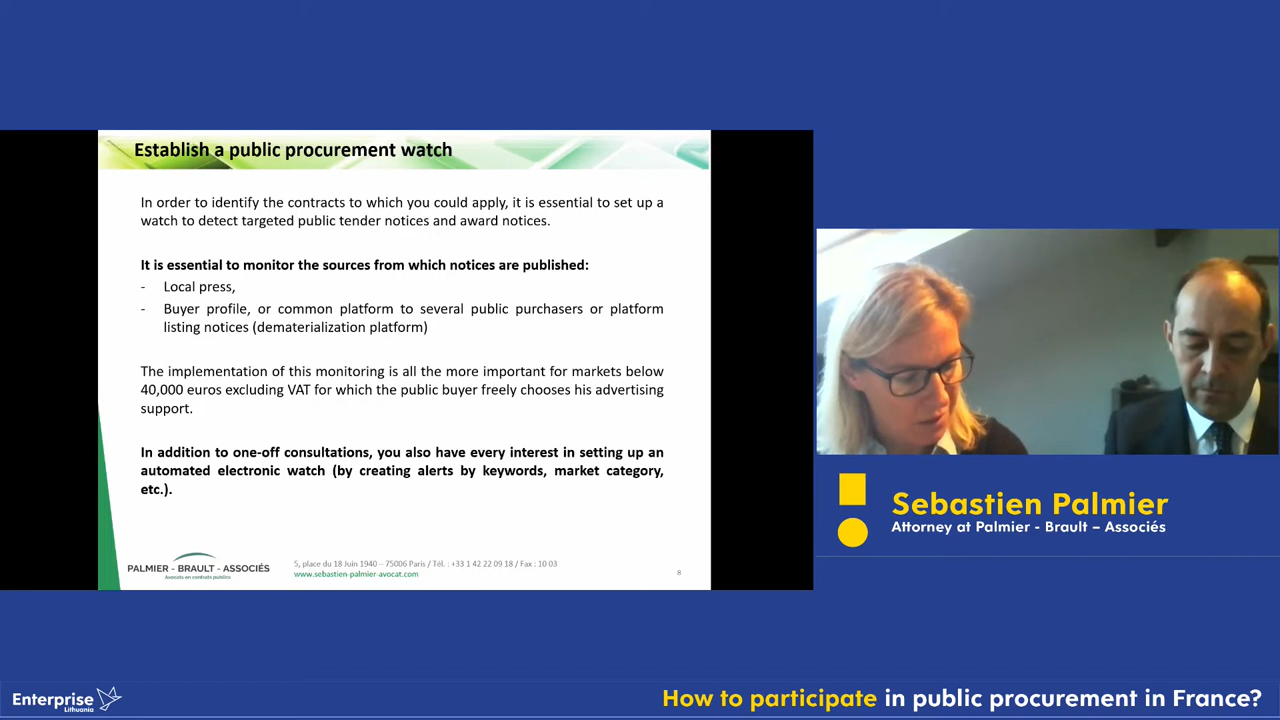 Establish a public procurement watch
In order to identify the contracts to which you could apply, it is essential to set up a
watch to detect targeted public tender notices and award notices.
It is essential to monitor the sources from which notices are published:
- Local press,
- Buyer profile, or common platform to several public purchasers or platform
listing notices (dematerialization platform)
The implementation of this monitoring is all the more important for markets below
40,000 euros excluding VAT for which the public buyer freely chooses his advertising
support.
In addition to one-off consultations, you also have every interest in setting up an
automated electronic watch (by creating alerts by keywords, market category,
etc.).
PALMIER - BRAULT - ASSOCIÉS
Avocats en contrats publics
5, place du 18 Juin 1940 – 75006 Paris / Tél. : +33 1 42 22 09 18 / Fax : 10 03
www.sebastien-palmier-avocat.com
8
Sebastien Palmier
Attorney at Palmier - Brault – Associés
Enterprise
Lithuania
How to participate in public procurement in France?